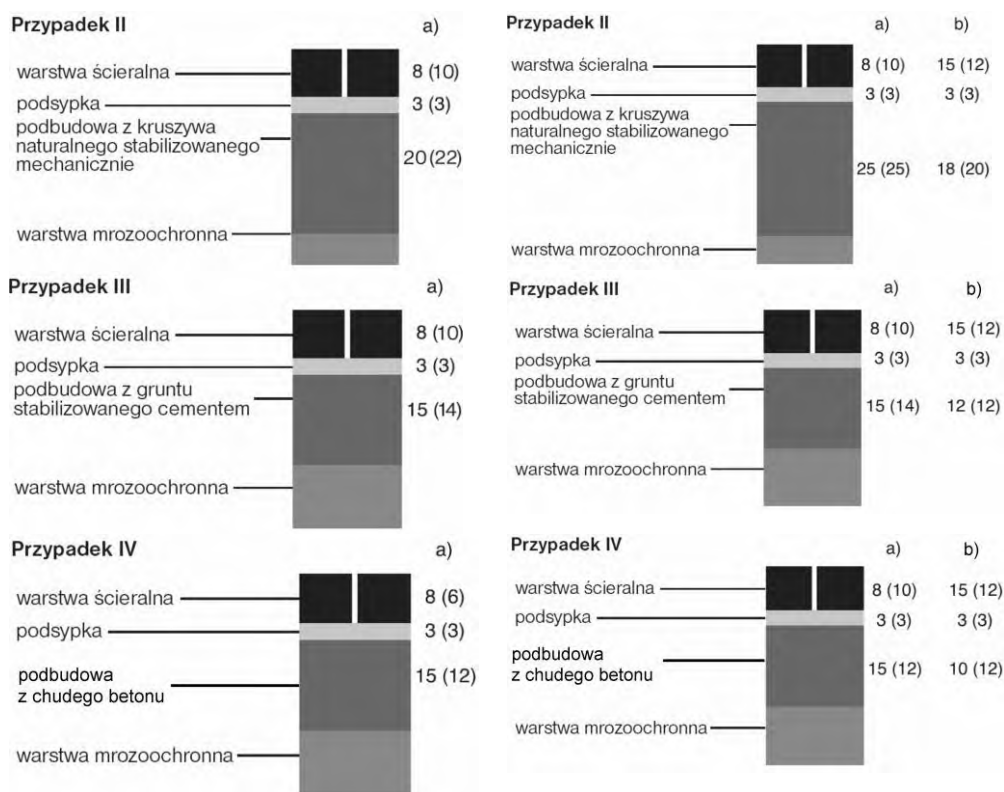 Przypadek II a)
warstwa ścieralna 8 (10)
podsypka 3 (3)
podbudowa z kruszywa
naturalnego stabilizowanego
mechanicznie
20 (22)
warstwa mrozoochronna
Przypadek III a)
warstwa ścieralna 8 (10)
podsypka 3 (3)
podbudowa z gruntu
stabilizowanego cementem
15 (14)
warstwa mrozoochronna
Przypadek IV a)
warstwa ścieralna 8 (6)
podsypka 3 (3)
podbudowa
z chudego betonu
15 (12)
warstwa mrozoochronna
Przypadek II a) b)
warstwa ścieralna 8 (10) 15 (12)
podsypka 3 (3) 3 (3)
podbudowa z kruszywa
naturalnego stabilizowanego
mechanicznie
25 (25) 18 (20)
warstwa mrozoochronna
Przypadek III a) b)
warstwa ścieralna 8 (10) 15 (12)
podsypka 3 (3) 3 (3)
podbudowa z gruntu
stabilizowanego cementem
15 (14) 12 (12)
warstwa mrozoochronna
Przypadek IV
a) b)
warstwa ścieralna 8 (10) 15 (12)
podsypka 3 (3) 3 (3)
podbudowa
z chudego betonu 15 (12) 10 (12)
warstwa mrozoochronna